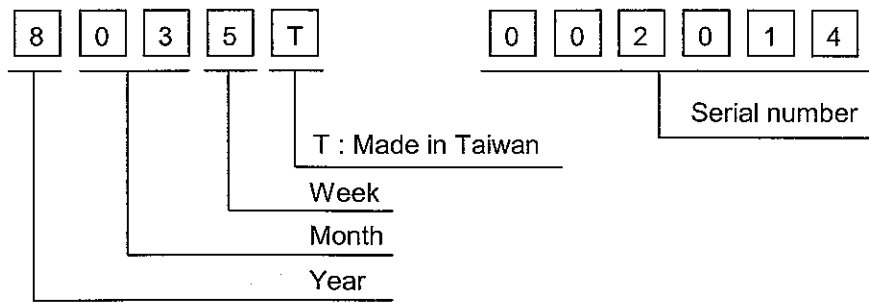 8 0 3 5 T 0 0 2 0 1 4
Serial number
T : Made in Taiwan
Week
Month
Year